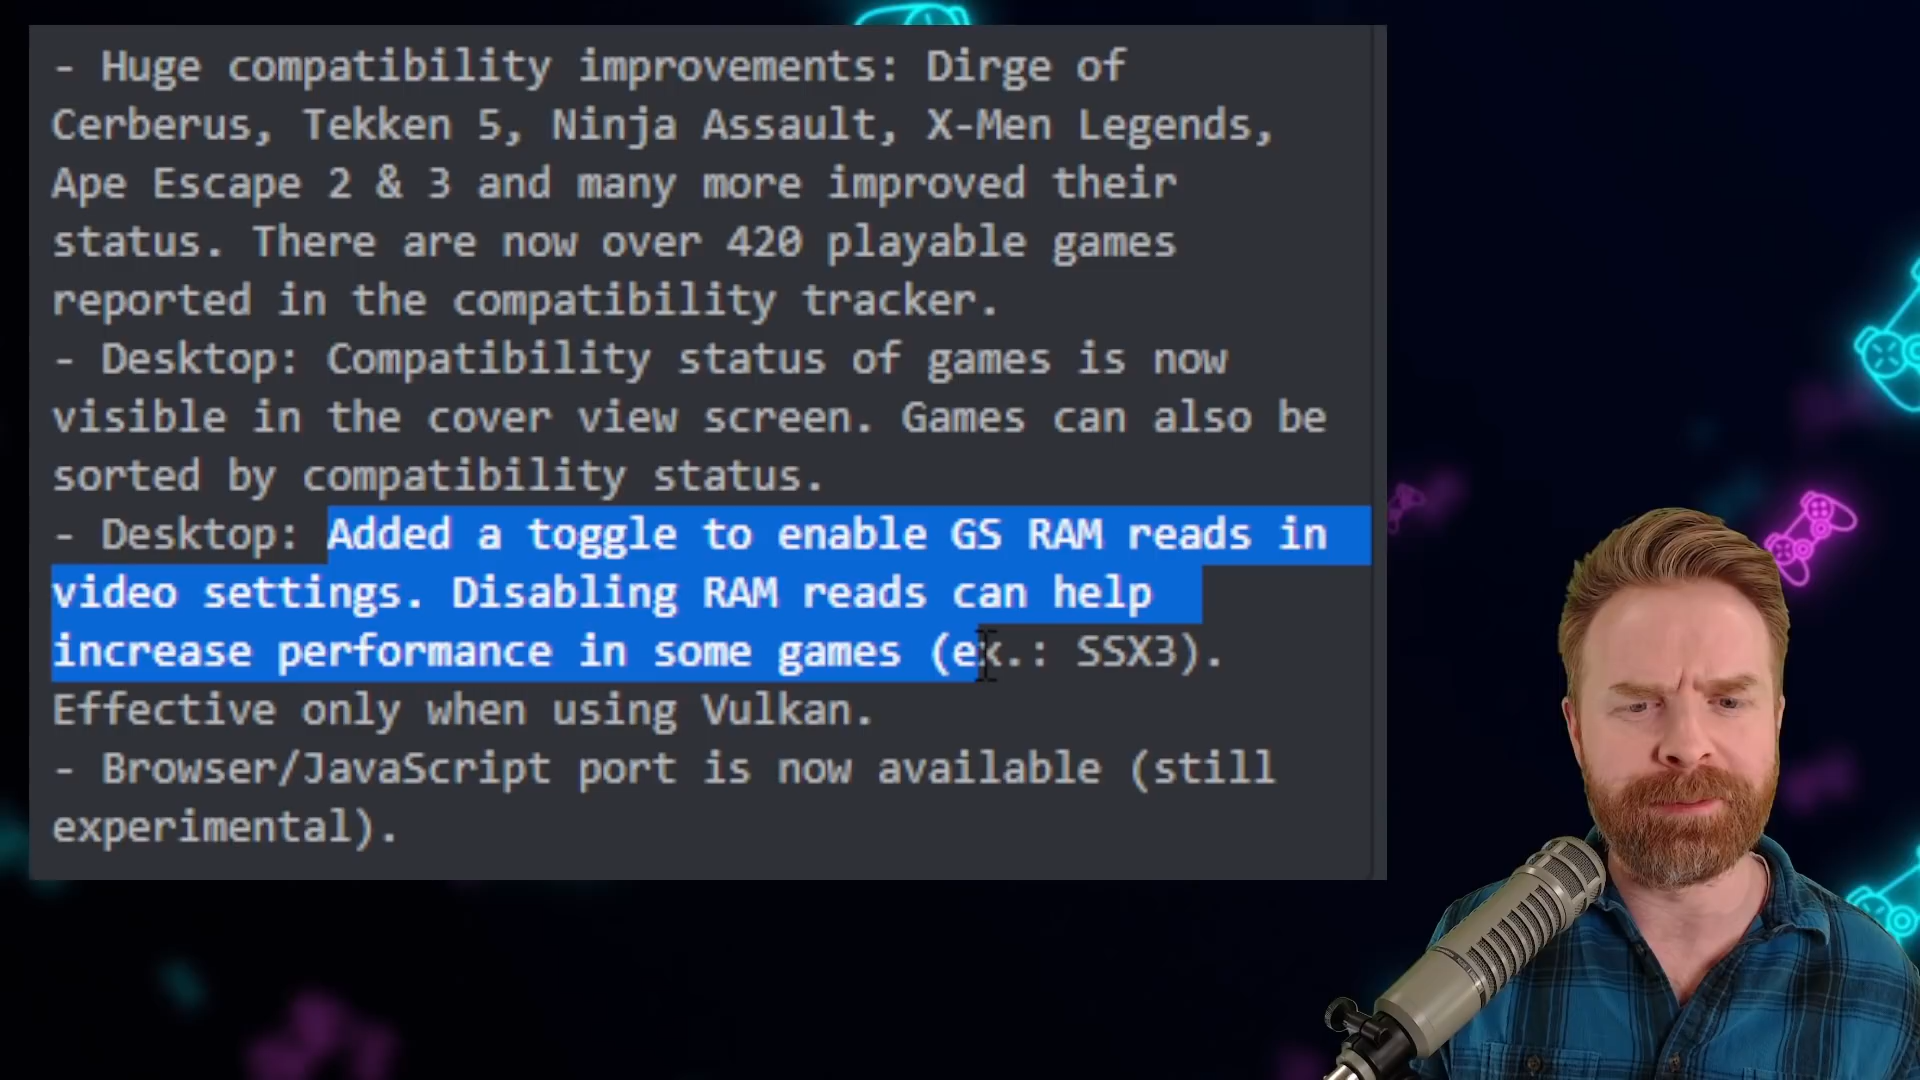 - Huge compatibility improvements: Dirge of
Cerberus, Tekken 5, Ninja Assault, X-Men Legends,
Ape Escape 2 & 3 and many more improved their
status. There are now over 420 playable games
reported in the compatibility tracker.
- Desktop: Compatibility status of games is now
visible in the cover view screen. Games can also be
sorted by compatibility status.
- Desktop: Added a toggle to enable GS RAM reads in
video settings. Disabling RAM reads can help
increase performance in some games (ex.: SSX3).
Effective only when using Vulkan.
- Browser/JavaScript port is now available (still
experimental).